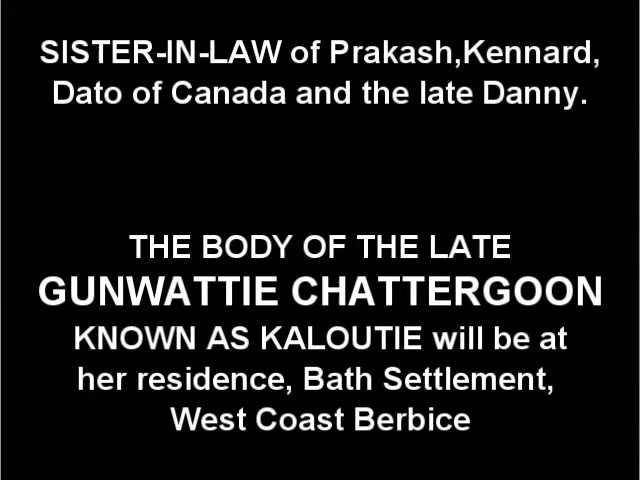 SISTER-IN-LAW of Prakash,Kennard,
Dato of Canada and the late Danny.
THE BODY OF THE LATE
GUNWATTIE CHATTERGOON
KNOWN AS KALOUTIE will be at
her residence, Bath Settlement,
West Coast Berbice